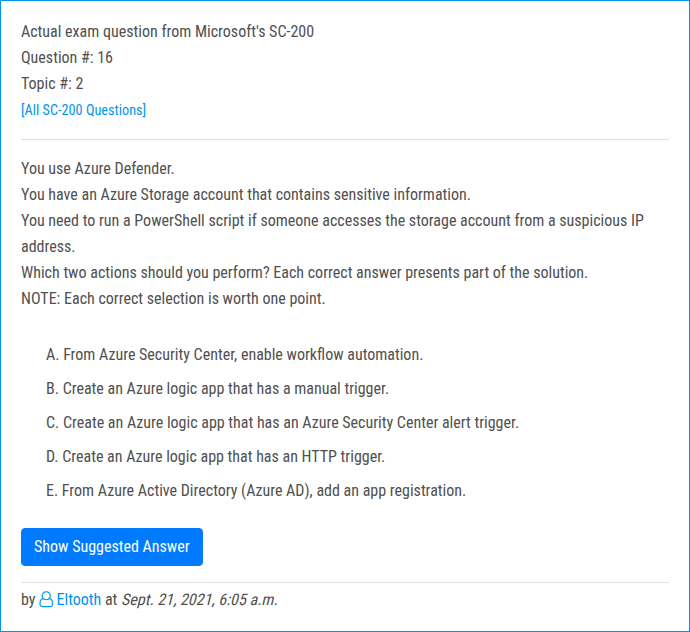 Actual exam question from Microsoft's SC-200
Question #: 16
Topic #: 2
[All SC-200 Questions]
You use Azure Defender.
You have an Azure Storage account that contains sensitive information.
You need to run a PowerShell script if someone accesses the storage account from a suspicious IP
address.
Which two actions should you perform? Each correct answer presents part of the solution.
NOTE: Each correct selection is worth one point.
A. From Azure Security Center, enable workflow automation.
B. Create an Azure logic app that has a manual trigger.
C. Create an Azure logic app that has an Azure Security Center alert trigger.
D. Create an Azure logic app that has an HTTP trigger.
E. From Azure Active Directory (Azure AD), add an app registration.
Show Suggested Answer
by Eltooth at Sept. 21, 2021, 6:05 a.m.